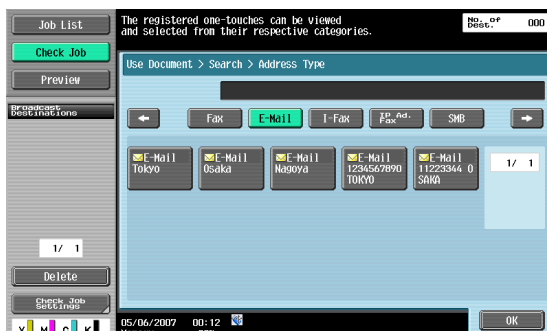 Job List
The registered one-touches can be viewed
and selected from their respective categories.
No. of
Dest.
000
Check Job
Use Document > Search > Address Type
Preview
Broadcast
Destinations
Fax
E-Mail
I-Fax
IP Ad.
Fax
SMB
E-Mail
Tokyo
E-Mail
Osaka
E-Mail
Nagoya
E-Mail
1234567890
TOKYO
E-Mail
11223344 O
SAKA
1/ 1
1/ 1
Delete
Check Job
Settings
05/06/2007 00:12
OK
Y M C K